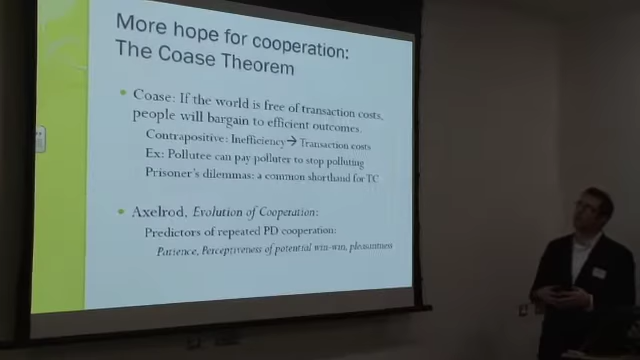 More hope for cooperation:
The Coase Theorem
Coase: If the world is free of transaction costs,
people will bargain to efficient outcomes.
Contrapositive: Inefficiency → Transaction costs
Ex: Pollutee can pay polluter to stop polluting
Prisoner's dilemmas: a common shorthand for TC
Axelrod, Evolution of Cooperation:
Predictors of repeated PD cooperation:
Patience, Perceptiveness of potential win-win, pleasantness